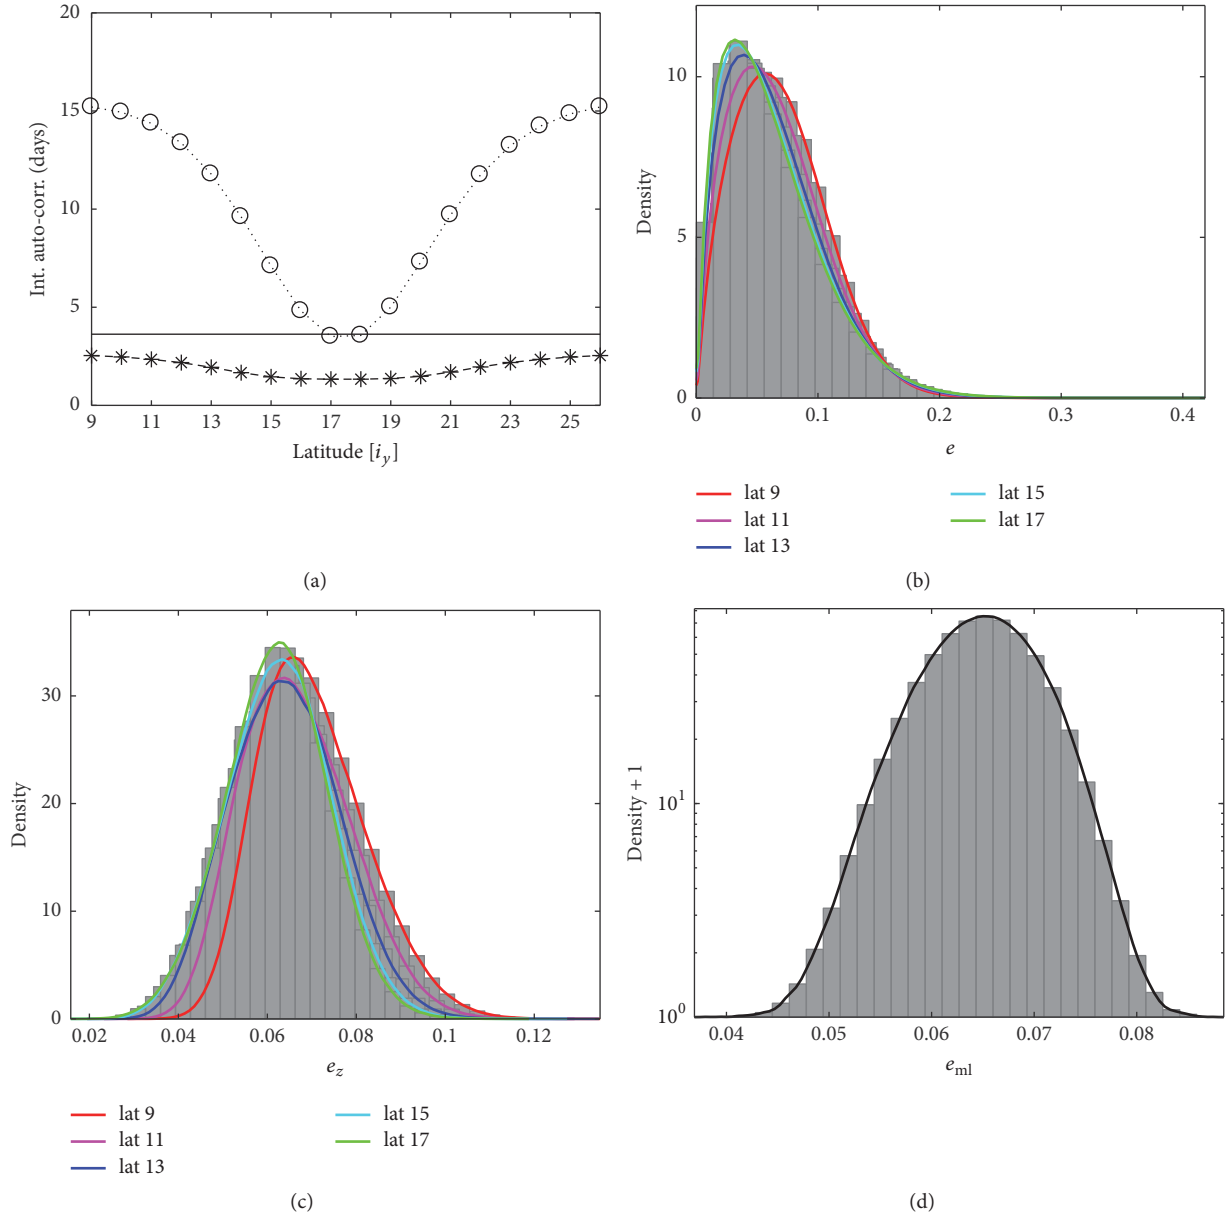 20
15
10
5
0
Int. auto-corr. (days)
9 11 13 15 17 19 21 23 25
Latitude [i_y]
(a)
10
5
0
Density
0 0.1 0.2 0.3 0.4
e
lat 9
lat 11
lat 13
lat 15
lat 17
(b)
30
20
10
0
Density
0.02 0.04 0.06 0.08 0.1 0.12
e_z
lat 9
lat 11
lat 13
lat 15
lat 17
(c)
10^1
10^0
Density + 1
0.04 0.05 0.06 0.07 0.08
e_ml
(d)